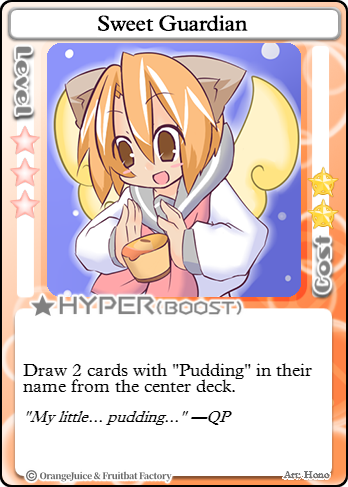 Sweet Guardian
Level
Cost
HYPER(BOOST)
Draw 2 cards with "Pudding" in their
name from the center deck.
"My little... pudding..." —QP
© OrangeJuice & Fruitbat Factory
Art: Hono